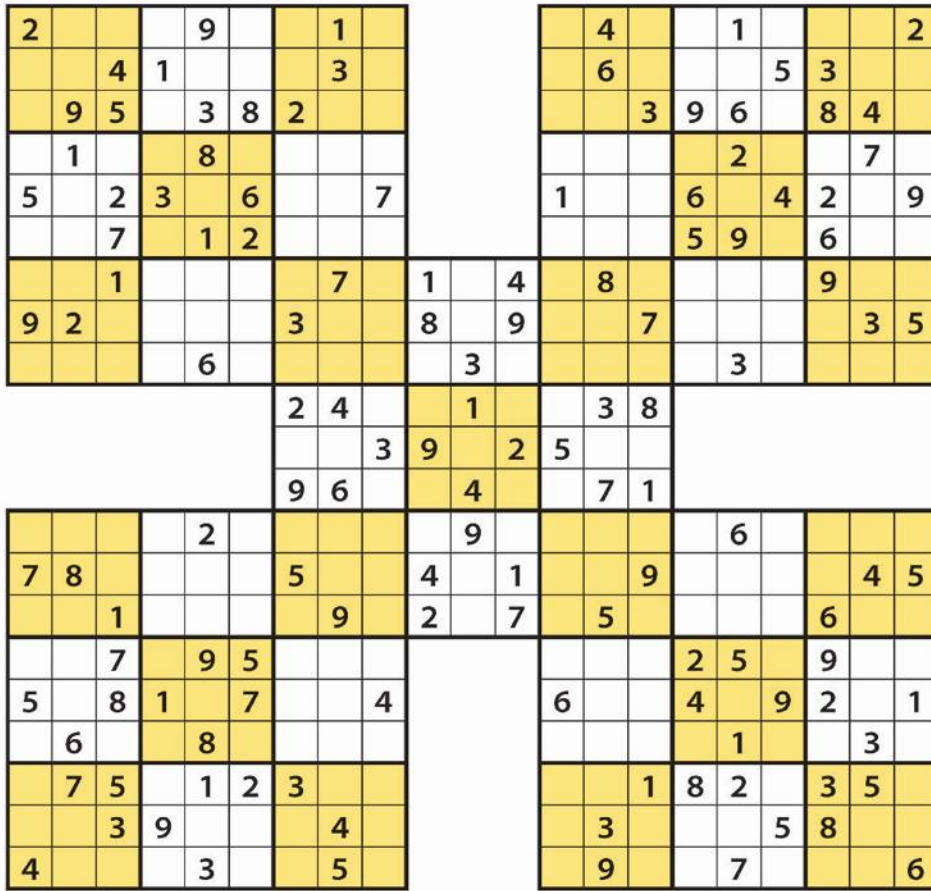 2 9 1 4 1 2
4 1 3 6 5 3
9 5 3 8 2 3 9 6 8 4
1 8 2 7
5 2 3 6 7 1 6 4 2 9
7 1 2 5 9 6
1 7 1 4 8 9
9 2 3 8 9 7 3 5
6 3 3
2 4 1 3 8
3 9 2 5
9 6 4 7 1
2 9 6
7 8 5 4 1 9 4 5
1 9 2 7 5 6
7 9 5 2 5 9
5 8 1 7 4 6 4 9 2 1
6 8 1 3
7 5 1 2 3 1 8 2 3 5
3 9 4 3 5 8
4 3 5 9 7 6